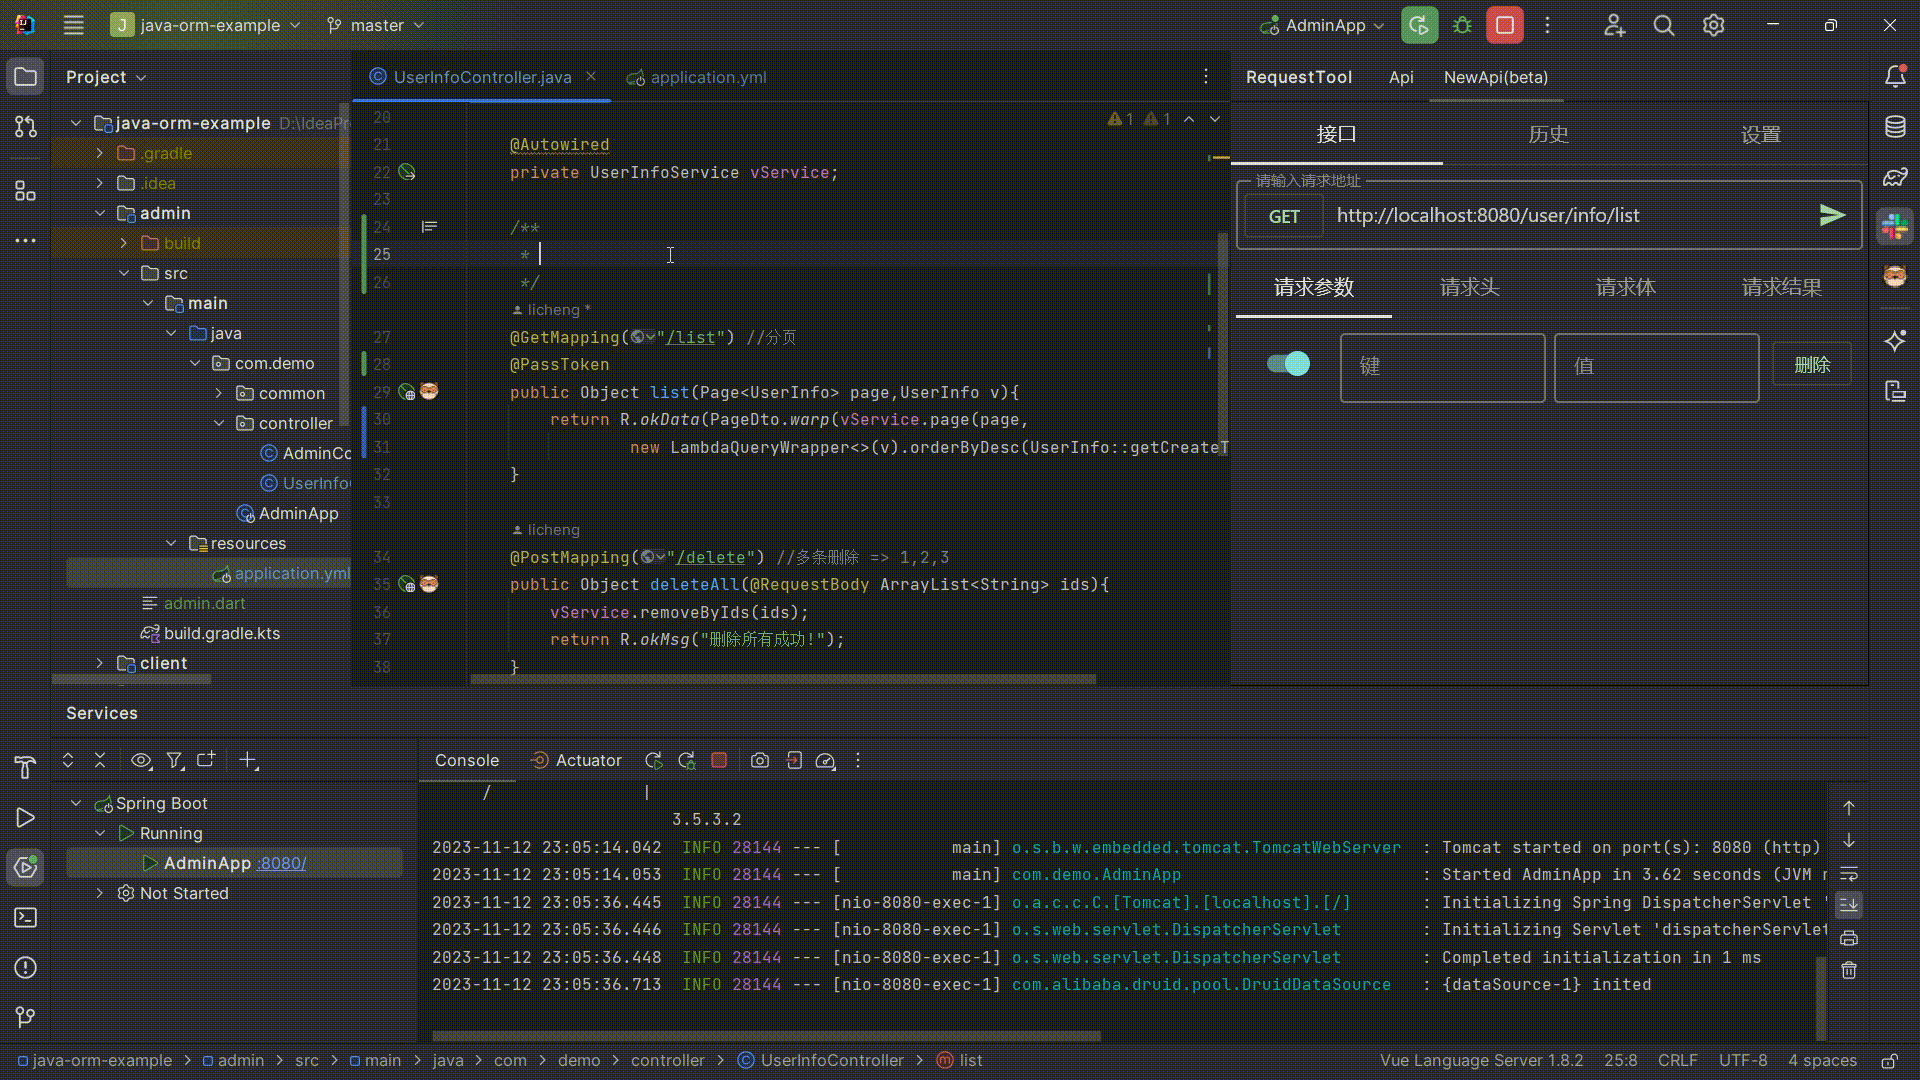 J java-orm-example
master
AdminApp
Project
UserInfoController.java
application.yml
RequestTool Api NewApi(beta)
java-orm-example D:\IdeaPr
.gradle
.idea
admin
build
src
main
java
com.demo
common
controller
AdminCo
UserInfo
AdminApp
resources
application.yml
admin.dart
build.gradle.kts
client
1 1
20
21 @Autowired
22 private UserInfoService vService;
23
24 /**
25 *
26 */
licheng *
27 @GetMapping("/list") //分页
28 @PassToken
29 public Object list(Page<UserInfo> page,UserInfo v){
30 return R.okData(PageDto.warp(vService.page(page,
31 new LambdaQueryWrapper<>(v).orderByDesc(UserInfo::getCreateT
32 }
33
licheng
34 @PostMapping("/delete") //多条删除 => 1,2,3
35 public Object deleteAll(@RequestBody ArrayList<String> ids){
36 vService.removeByIds(ids);
37 return R.okMsg("删除所有成功!");
38 }
接口 历史 设置
请输入请求地址
GET http://localhost:8080/user/info/list
请求参数 请求头 请求体 请求结果
键 值 删除
Services
Console Actuator
Spring Boot
Running
AdminApp :8080/
Not Started
/ |
3.5.3.2
2023-11-12 23:05:14.042 INFO 28144 --- [ main] o.s.b.w.embedded.tomcat.TomcatWebServer : Tomcat started on port(s): 8080 (http)
2023-11-12 23:05:14.053 INFO 28144 --- [ main] com.demo.AdminApp : Started AdminApp in 3.62 seconds (JVM r
2023-11-12 23:05:36.445 INFO 28144 --- [nio-8080-exec-1] o.a.c.c.C.[Tomcat].[localhost].[/] : Initializing Spring DispatcherServlet '
2023-11-12 23:05:36.446 INFO 28144 --- [nio-8080-exec-1] o.s.web.servlet.DispatcherServlet : Initializing Servlet 'dispatcherServlet
2023-11-12 23:05:36.448 INFO 28144 --- [nio-8080-exec-1] o.s.web.servlet.DispatcherServlet : Completed initialization in 1 ms
2023-11-12 23:05:36.713 INFO 28144 --- [nio-8080-exec-1] com.alibaba.druid.pool.DruidDataSource : {dataSource-1} inited
java-orm-example > admin > src > main > java > com > demo > controller > UserInfoController > list
Vue Language Server 1.8.2 25:8 CRLF UTF-8 4 spaces